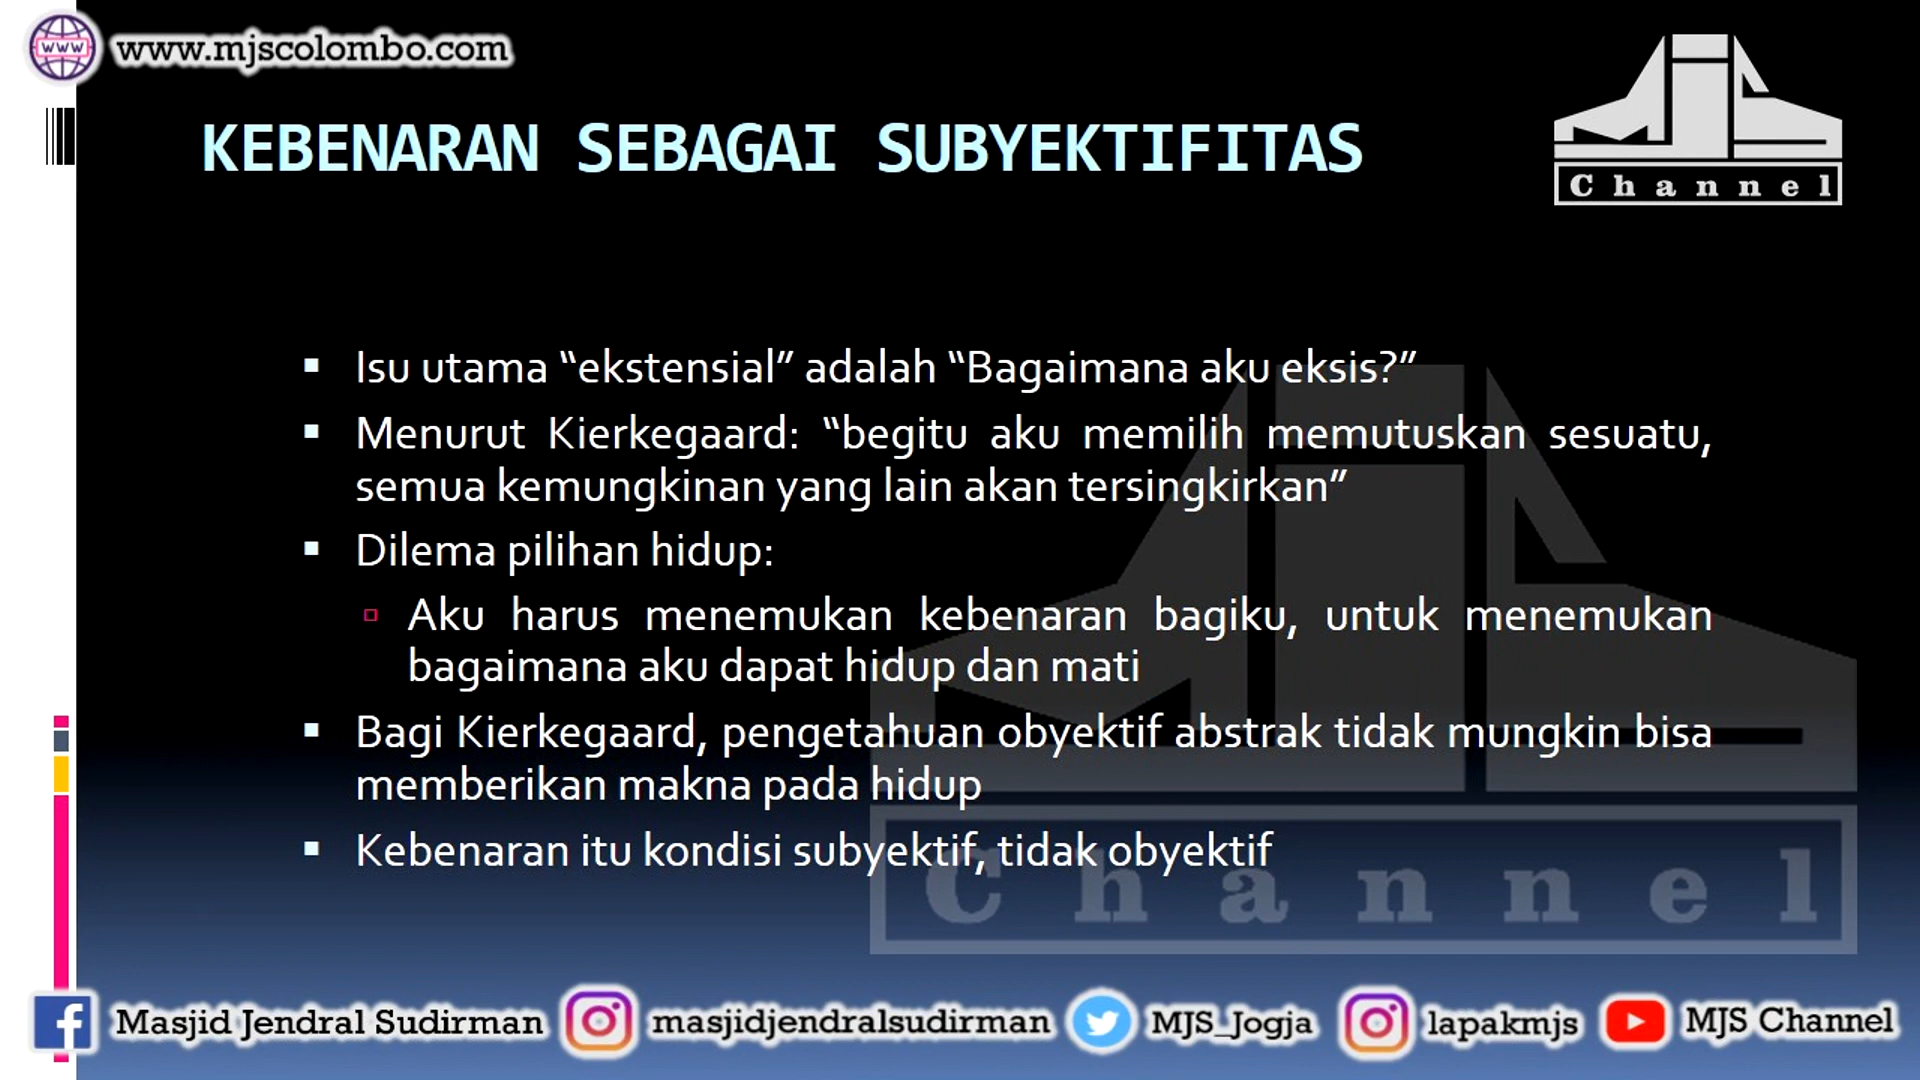 www.mjscolombo.com
WWW
MJS
Channel
KEBENARAN SEBAGAI SUBYEKTIFITAS
Isu utama “ekstensial” adalah “Bagaimana aku eksis?”
Menurut Kierkegaard: “begitu aku memilih memutuskan sesuatu,
semua kemungkinan yang lain akan tersingkirkan”
Dilema pilihan hidup:
Aku harus menemukan kebenaran bagiku, untuk menemukan
bagaimana aku dapat hidup dan mati
Bagi Kierkegaard, pengetahuan obyektif abstrak tidak mungkin bisa
memberikan makna pada hidup
Kebenaran itu kondisi subyektif, tidak obyektif
Channel
Masjid Jendral Sudirman masjidjendralsudirman MJS_Jogja lapakmjs MJS Channel